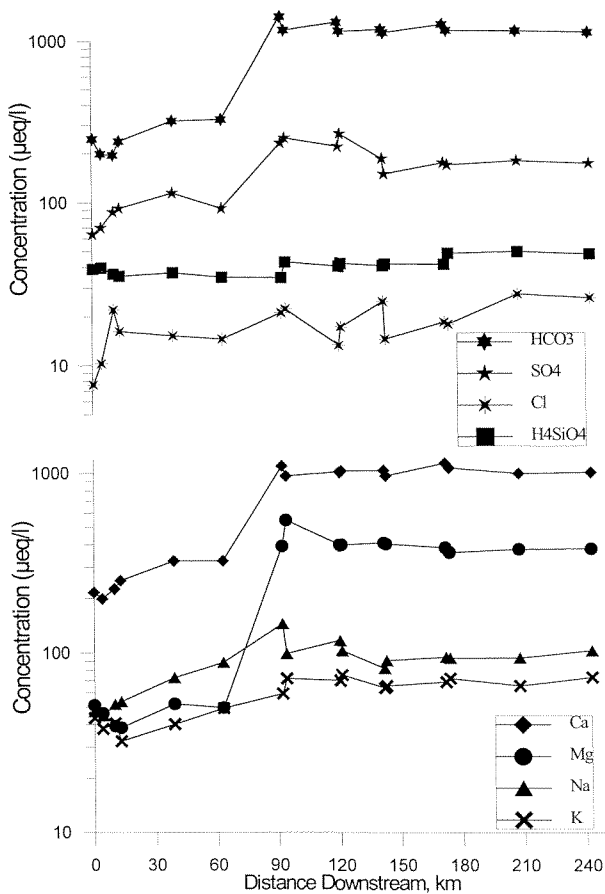 Concentration (µeq/l)
1000
100
10
HCO3
SO4
Cl
H4SiO4
Concentration (µeq/l)
1000
100
10
Ca
Mg
Na
K
0 30 60 90 120 150 180 210 240
Distance Downstream, km